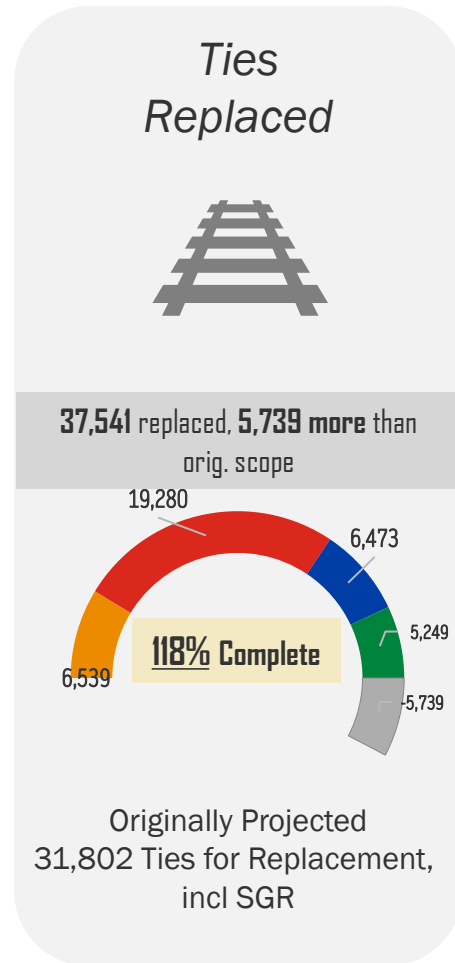 Ties
Replaced
37,541 replaced, 5,739 more than
orig. scope
19,280
6,473
5,249
118% Complete
6,539
-5,739
Originally Projected
31,802 Ties for Replacement,
incl SGR